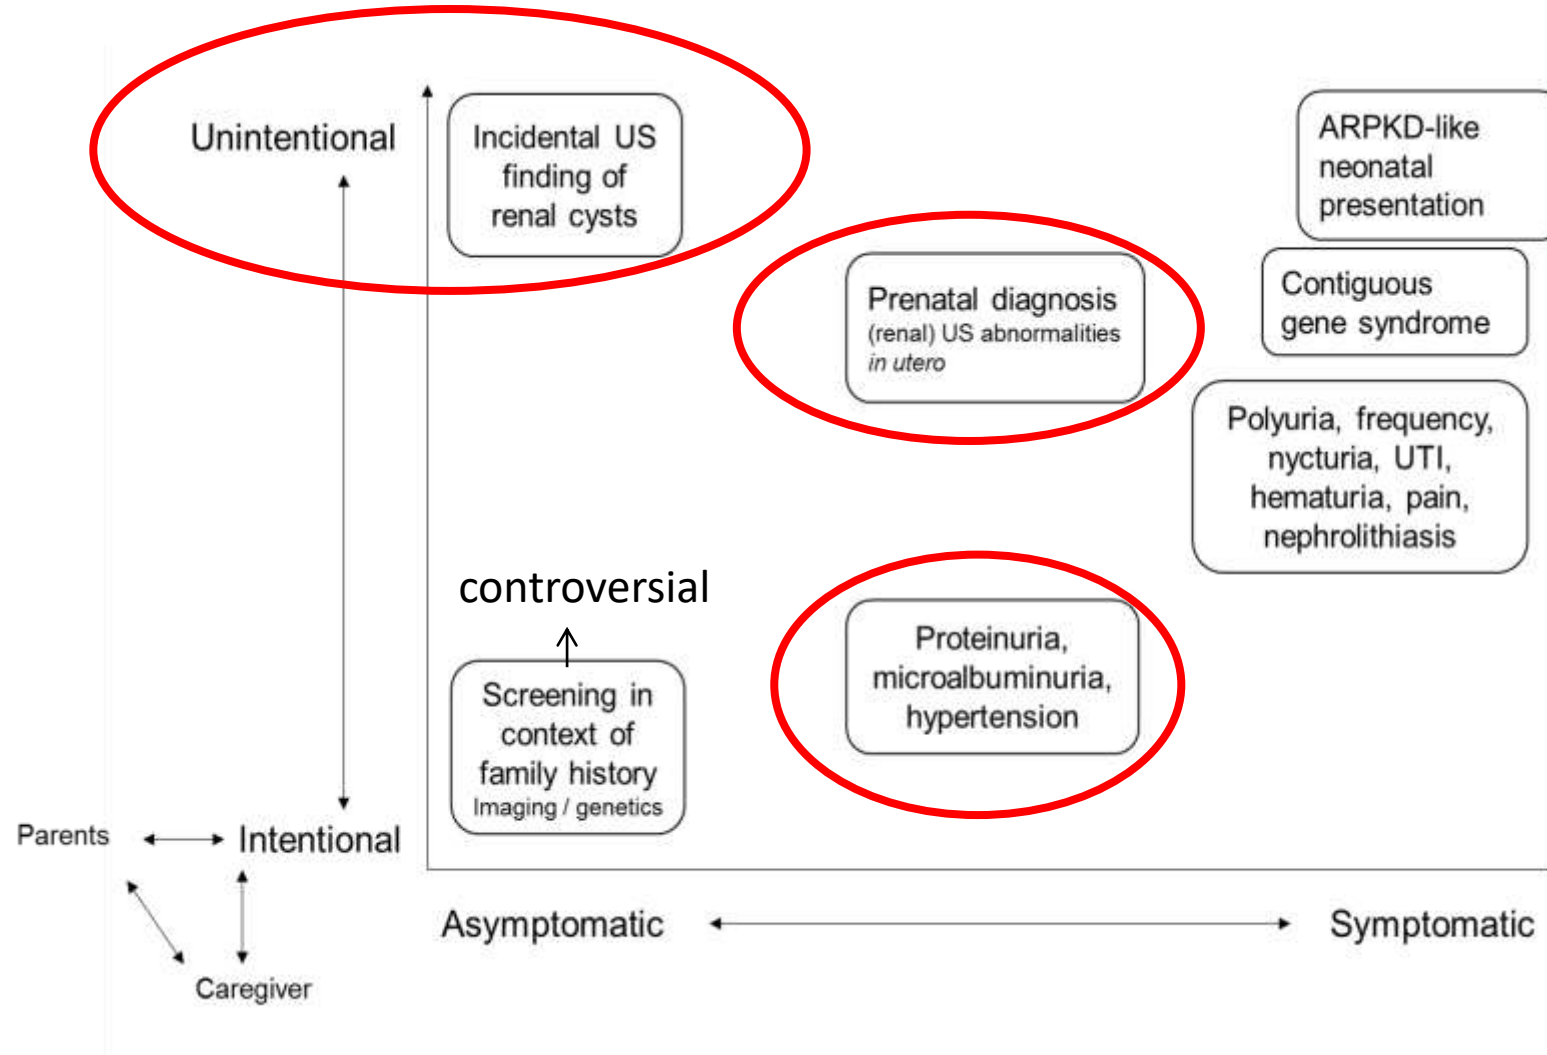 Unintentional
Incidental US
finding of
renal cysts
ARPKD-like
neonatal
presentation
Prenatal diagnosis
(renal) US abnormalities
in utero
Contiguous
gene syndrome
Polyuria, frequency,
nycturia, UTI,
hematuria, pain,
nephrolithiasis
controversial
Screening in
context of
family history
Imaging / genetics
Proteinuria,
microalbuminuria,
hypertension
Parents
Intentional
Caregiver
Asymptomatic
Symptomatic